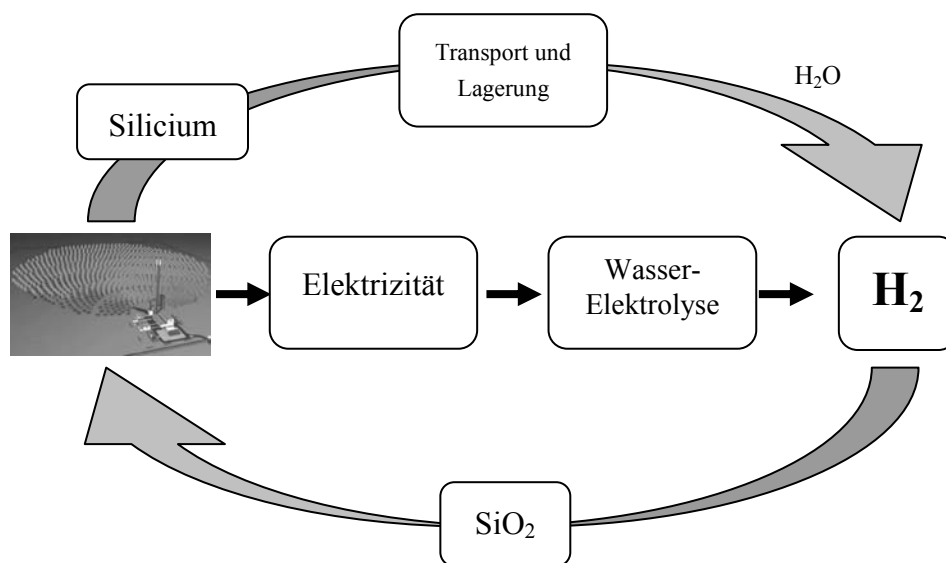 Transport und
Lagerung
H₂O
Silicium
Elektrizität
Wasser-
Elektrolyse
H₂
SiO₂